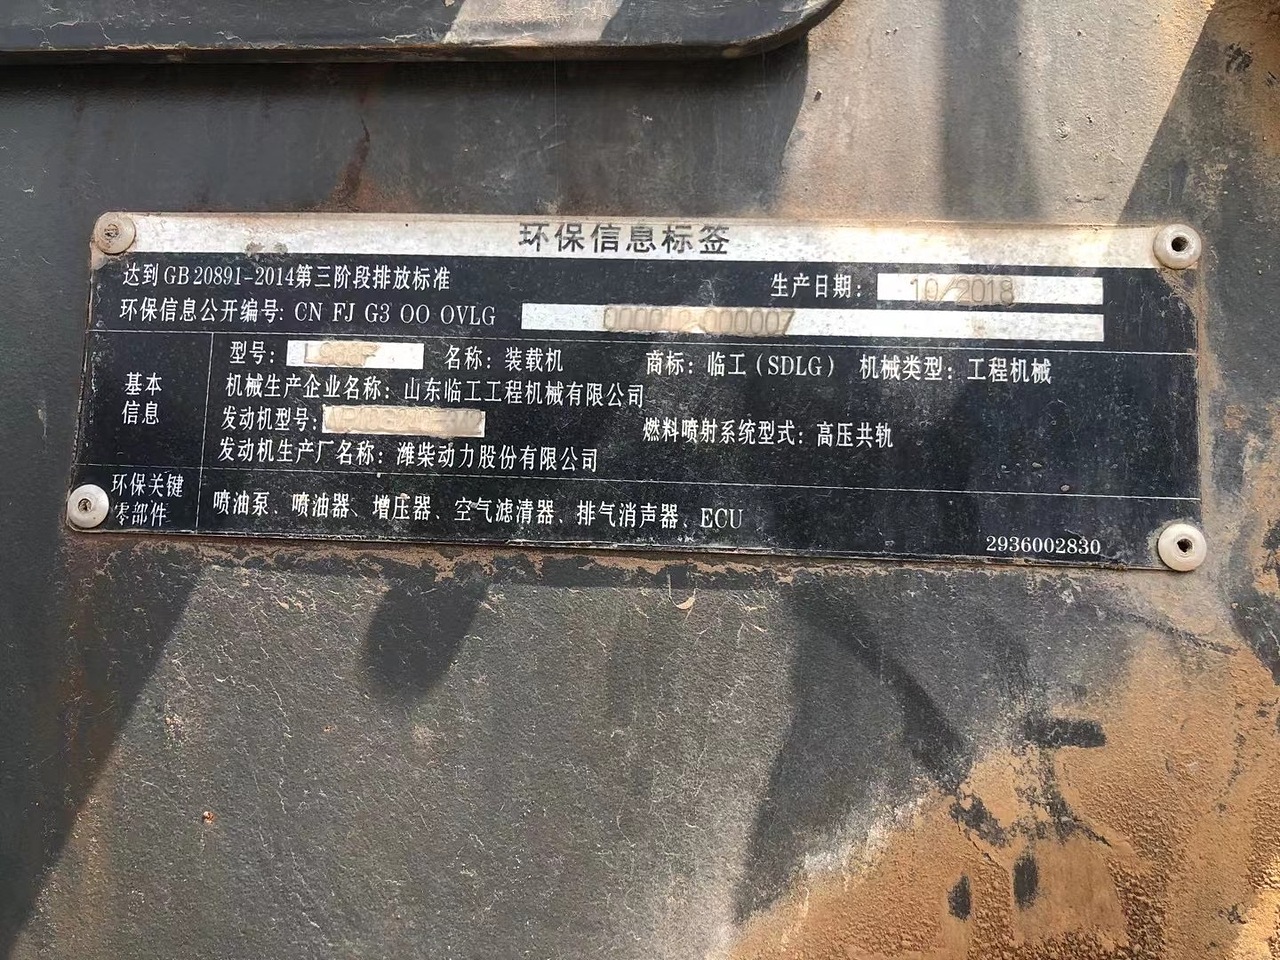 环保信息标签
达到GB 20891-2014第三阶段排放标准 生产日期: 10/2018
环保信息公开编号: CN FJ G3 OO OVLG
基本信息
型号: 名称: 装载机 商标: 临工(SDLG) 机械类型: 工程机械
机械生产企业名称: 山东临工工程机械有限公司
发动机型号: 燃料喷射系统型式: 高压共轨
发动机生产厂名称: 潍柴动力股份有限公司
环保关键零部件
喷油泵、喷油器、增压器、空气滤清器、排气消声器、ECU
2936002830